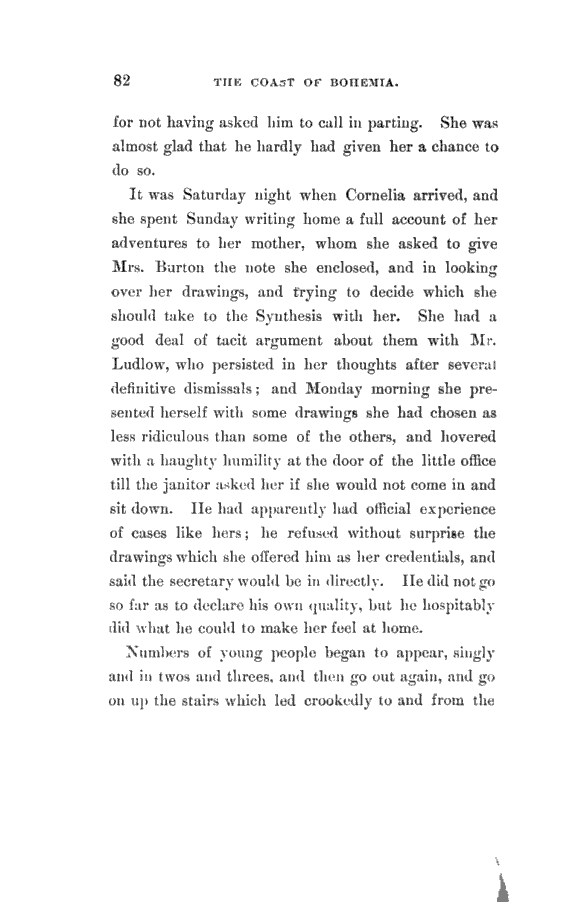 82 THE COAST OF BOHEMIA.
for not having asked him to call in parting. She was
almost glad that he hardly had given her a chance to
do so.
It was Saturday night when Cornelia arrived, and
she spent Sunday writing home a full account of her
adventures to her mother, whom she asked to give
Mrs. Burton the note she enclosed, and in looking
over her drawings, and trying to decide which she
should take to the Synthesis with her. She had a
good deal of tacit argument about them with Mr.
Ludlow, who persisted in her thoughts after several
definitive dismissals; and Monday morning she pre-
sented herself with some drawings she had chosen as
less ridiculous than some of the others, and hovered
with a haughty humility at the door of the little office
till the janitor asked her if she would not come in and
sit down. He had apparently had official experience
of cases like hers; he refused without surprise the
drawings which she offered him as her credentials, and
said the secretary would be in directly. He did not go
so far as to declare his own quality, but he hospitably
did what he could to make her feel at home.
Numbers of young people began to appear, singly
and in twos and threes, and then go out again, and go
on up the stairs which led crookedly to and from the